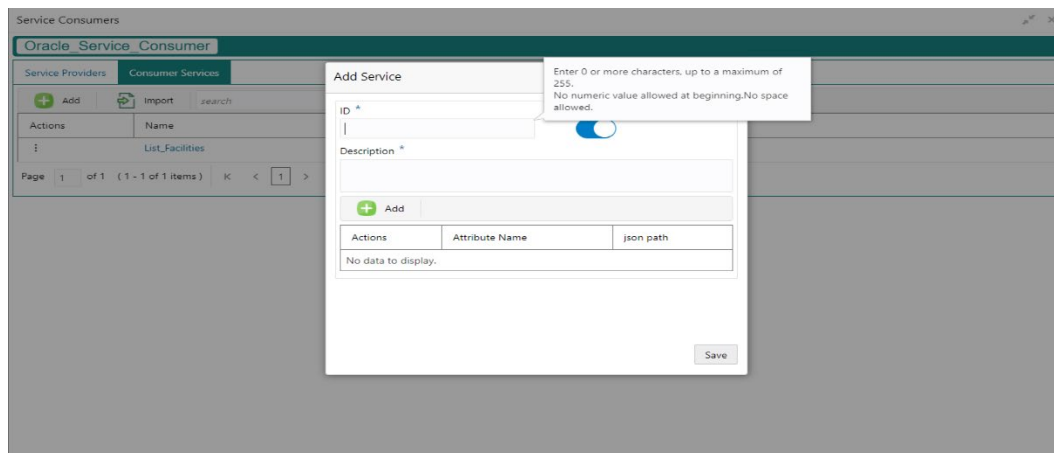 Service Consumers
Oracle_Service_Consumer
Service Providers Consumer Services
Add Import search
Actions Name
List_Facilities
Page 1 of 1 (1 - 1 of 1 items) K < 1 >
Add Service
Enter 0 or more characters, up to a maximum of
255.
No numeric value allowed at beginning.No space
allowed.
ID *
Description *
Add
Actions Attribute Name json path
No data to display.
Save